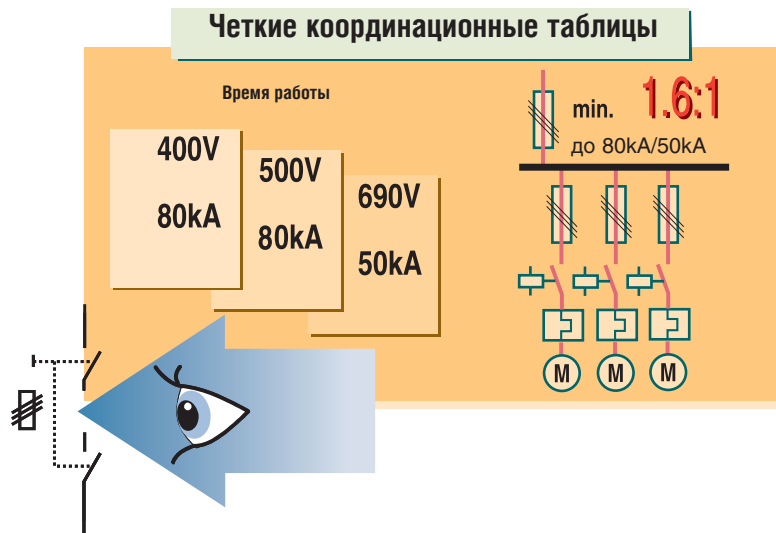 Четкие координационные таблицы
Время работы
400V
80kA
500V
80kA
690V
50kA
min. 1.6:1
до 80kA/50kA
M M M